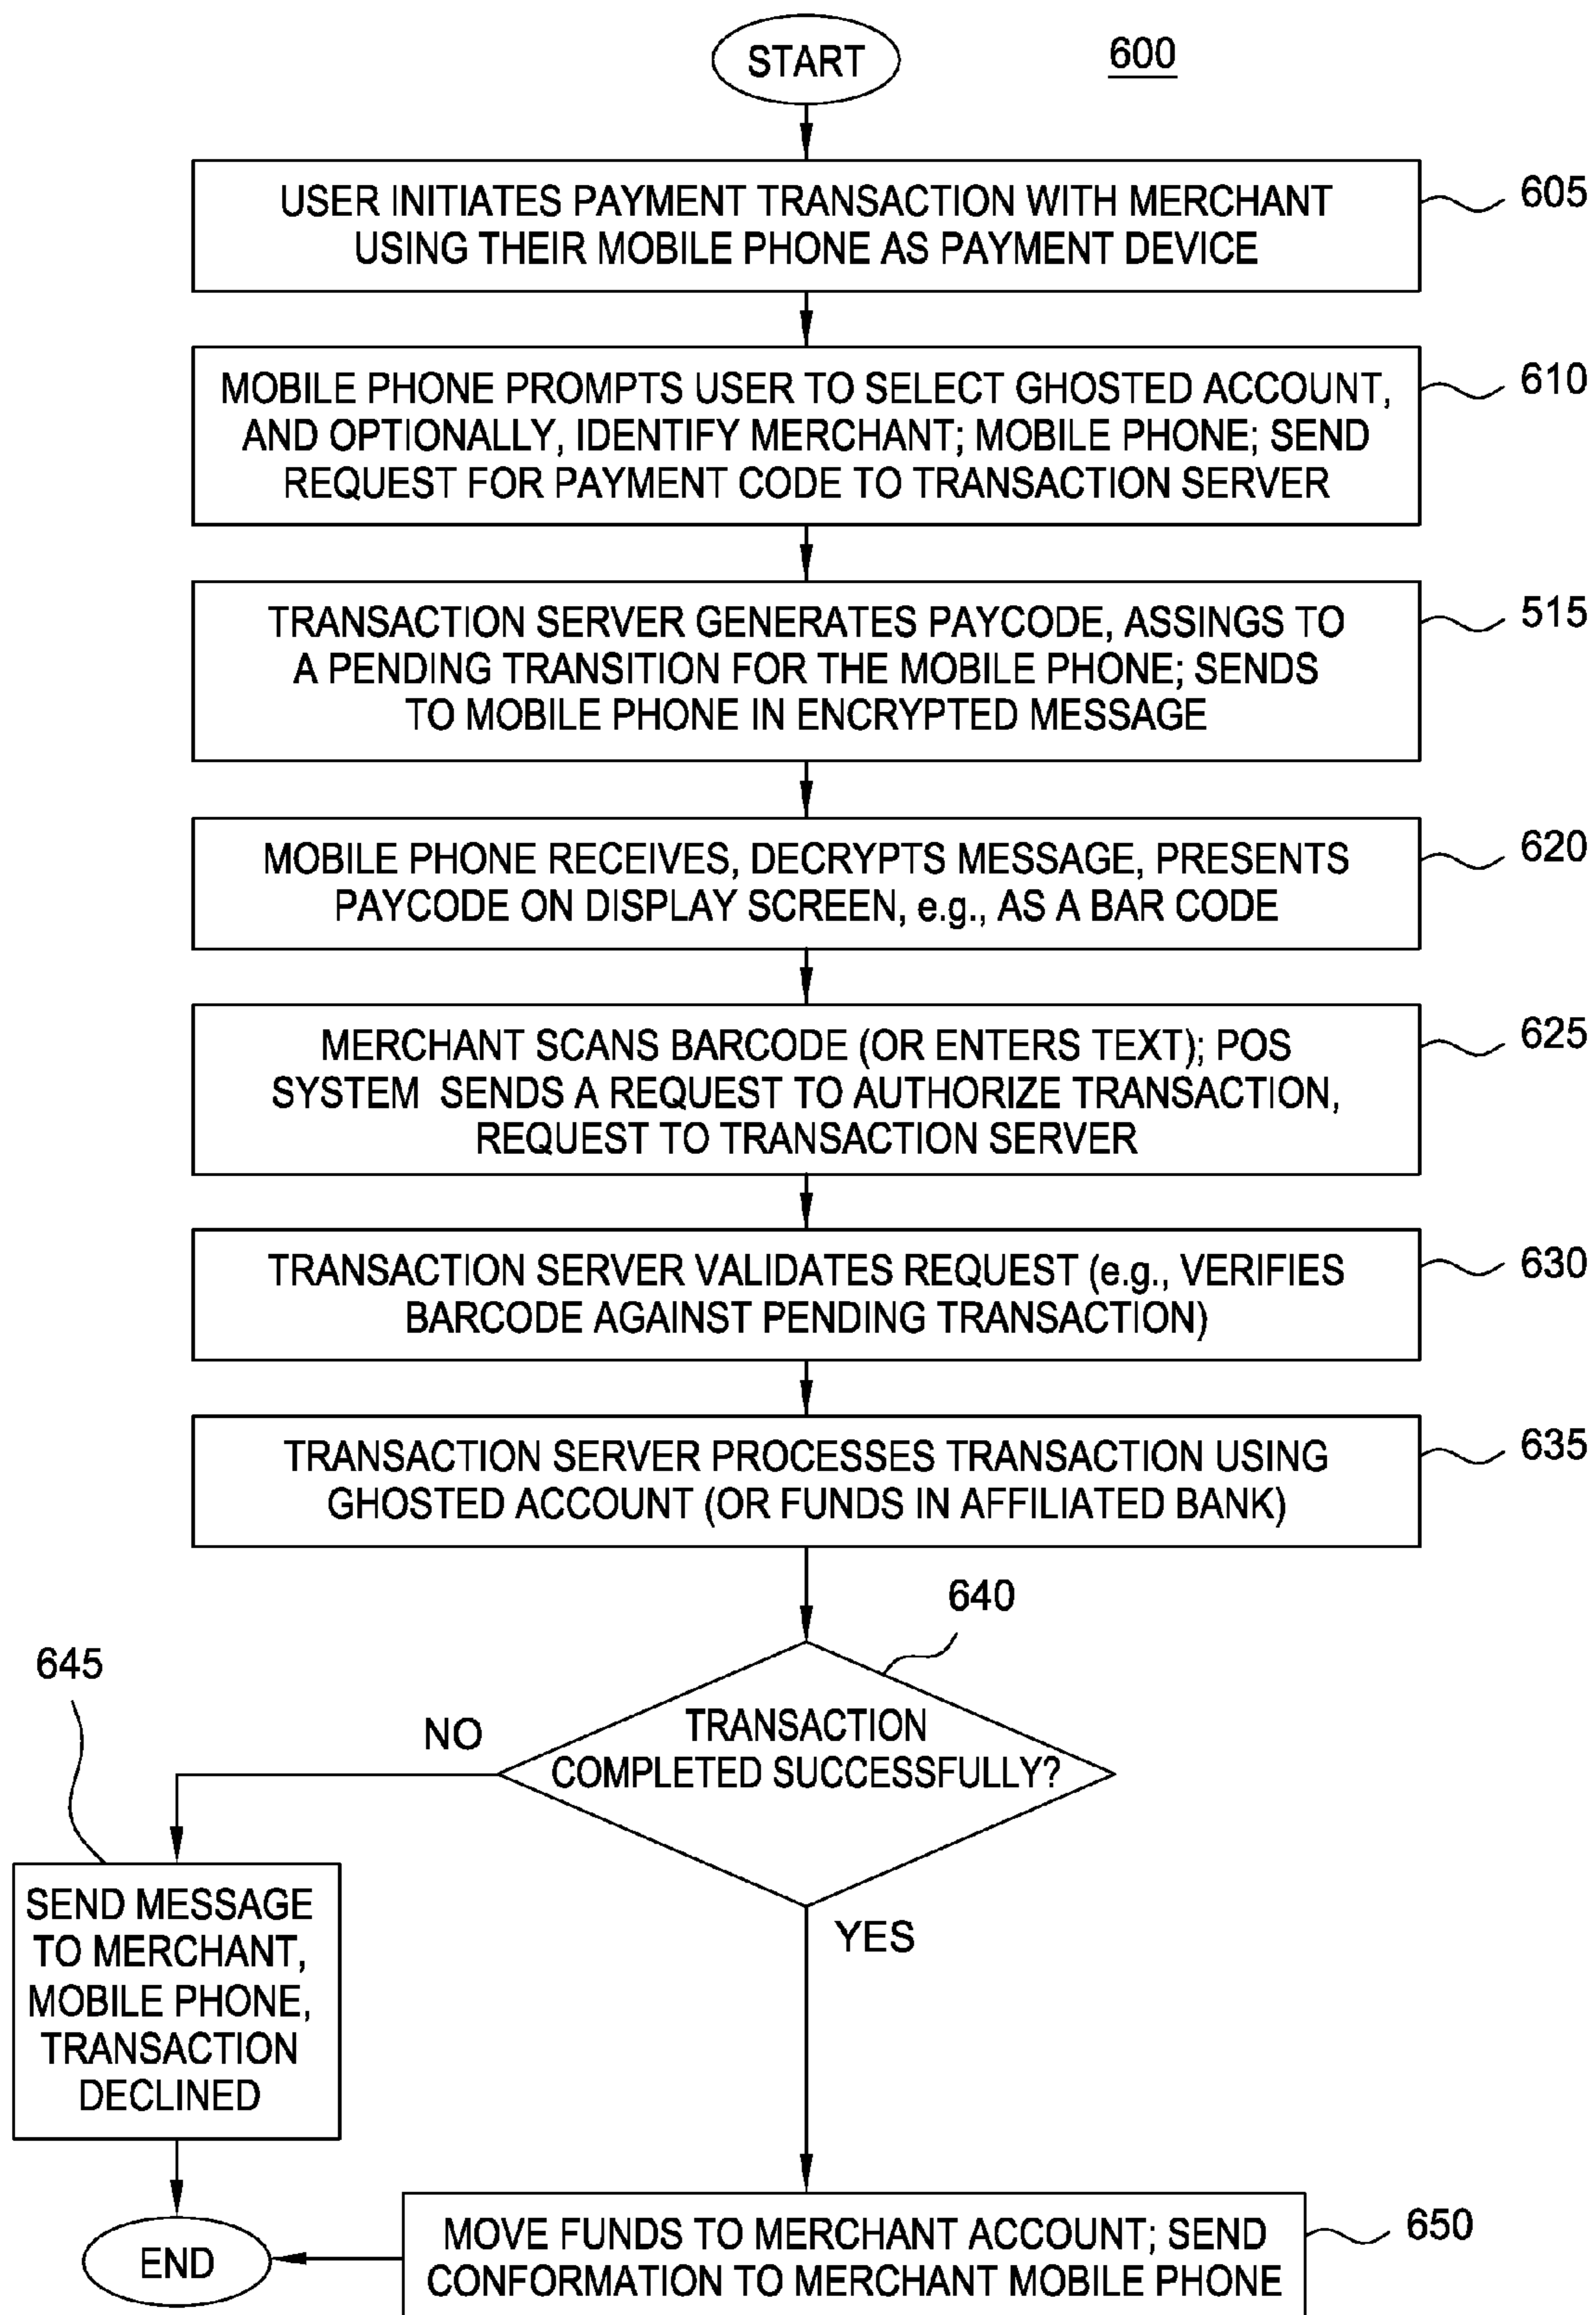 START
600
USER INITIATES PAYMENT TRANSACTION WITH MERCHANT
USING THEIR MOBILE PHONE AS PAYMENT DEVICE
605
MOBILE PHONE PROMPTS USER TO SELECT GHOSTED ACCOUNT,
AND OPTIONALLY, IDENTIFY MERCHANT; MOBILE PHONE; SEND
REQUEST FOR PAYMENT CODE TO TRANSACTION SERVER
610
TRANSACTION SERVER GENERATES PAYCODE, ASSINGS TO
A PENDING TRANSITION FOR THE MOBILE PHONE; SENDS
TO MOBILE PHONE IN ENCRYPTED MESSAGE
515
MOBILE PHONE RECEIVES, DECRYPTS MESSAGE, PRESENTS
PAYCODE ON DISPLAY SCREEN, e.g., AS A BAR CODE
620
MERCHANT SCANS BARCODE (OR ENTERS TEXT); POS
SYSTEM SENDS A REQUEST TO AUTHORIZE TRANSACTION,
REQUEST TO TRANSACTION SERVER
625
TRANSACTION SERVER VALIDATES REQUEST (e.g., VERIFIES
BARCODE AGAINST PENDING TRANSACTION)
630
TRANSACTION SERVER PROCESSES TRANSACTION USING
GHOSTED ACCOUNT (OR FUNDS IN AFFILIATED BANK)
635
640
TRANSACTION
COMPLETED SUCCESSFULLY?
NO
645
SEND MESSAGE
TO MERCHANT,
MOBILE PHONE,
TRANSACTION
DECLINED
YES
MOVE FUNDS TO MERCHANT ACCOUNT; SEND
CONFORMATION TO MERCHANT MOBILE PHONE
650
END